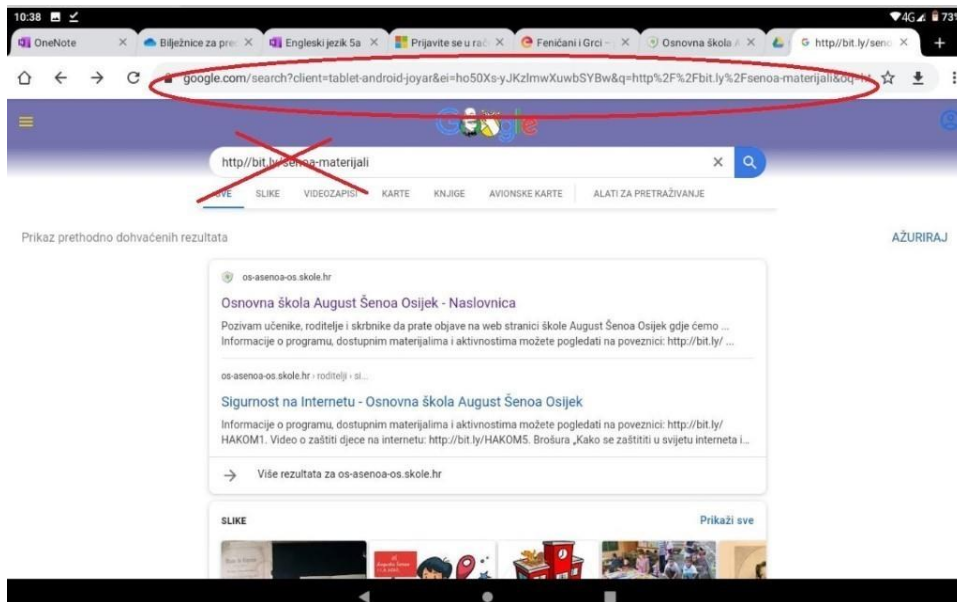 10:38 4G 73%
OneNote Bilježnice za pre Engleski jezik 5a Prijavite se u rač Feničani i Grci - Osnovna škola A http//bit.ly/seno
google.com/search?client=tablet-android-joyar&ei=ho50Xs-yJKzlmwXuwbSYBw&q=http%2F%2Fbit.ly%2Fsenoa-materijali&oq=ht
Google
http//bit.ly/senoa-materijali
SVE SLIKE VIDEOZAPISI KARTE KNJIGE AVIONSKE KARTE ALATI ZA PRETRAŽIVANJE
Prikaz prethodno dohvaćenih rezultata AŽURIRAJ
os-asenoa-os.skole.hr
Osnovna škola August Šenoa Osijek - Naslovnica
Pozivam učenike, roditelje i skrbnike da prate objave na web stranici škole August Šenoa Osijek gdje ćemo ...
Informacije o programu, dostupnim materijalima i aktivnostima možete pogledati na poveznici: http://bit.ly/ ...
os-asenoa-os.skole.hr › roditelji › si...
Sigurnost na Internetu - Osnovna škola August Šenoa Osijek
Informacije o programu, dostupnim materijalima i aktivnostima možete pogledati na poveznici: http://bit.ly/
HAKOM1. Video o zaštiti djece na internetu: http://bit.ly/HAKOM5. Brošura „Kako se zaštititi u svijetu interneta i...
Više rezultata za os-asenoa-os.skole.hr
SLIKE Prikaži sve